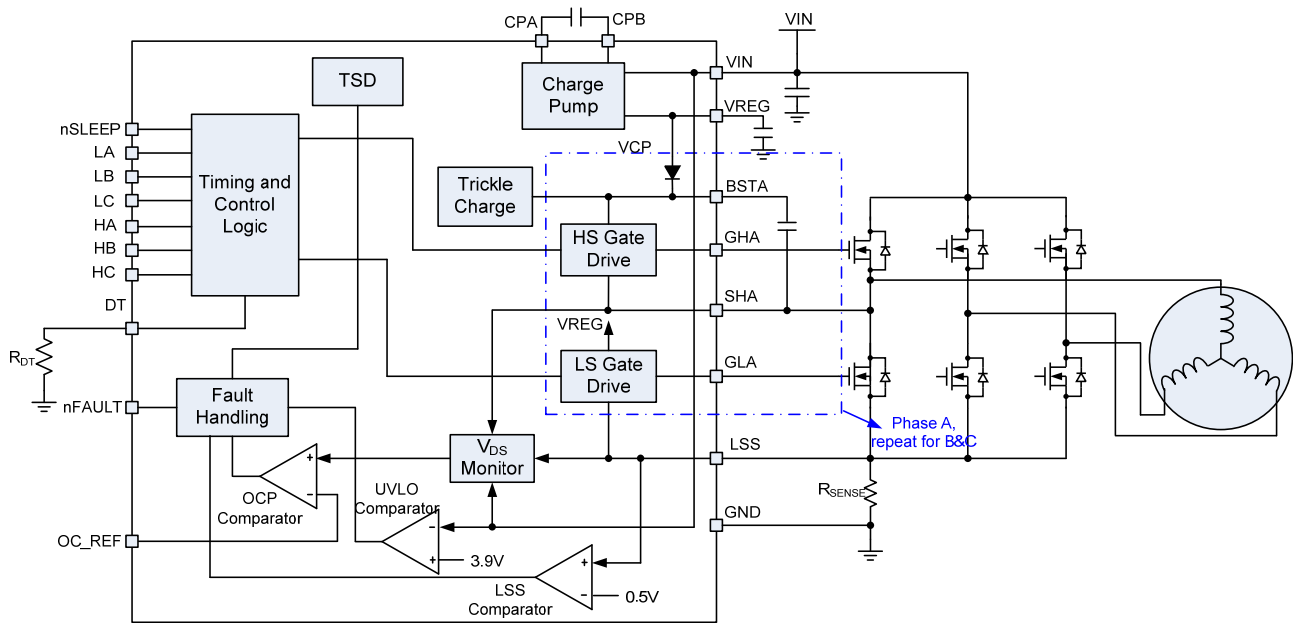 CPA
CPB
VIN
TSD
Charge
Pump
VIN
VREG
nSLEEP
LA
LB
LC
HA
HB
HC
DT
Timing and
Control
Logic
VCP
Trickle
Charge
BSTA
HS Gate
Drive
GHA
SHA
VREG
LS Gate
Drive
GLA
RDT
nFAULT
Fault
Handling
Phase A,
repeat for B&C
VDS
Monitor
LSS
+
-
OCP
Comparator
UVLO
Comparator
RSENSE
GND
OC_REF
-
+
3.9V
LSS
Comparator
+
-
0.5V